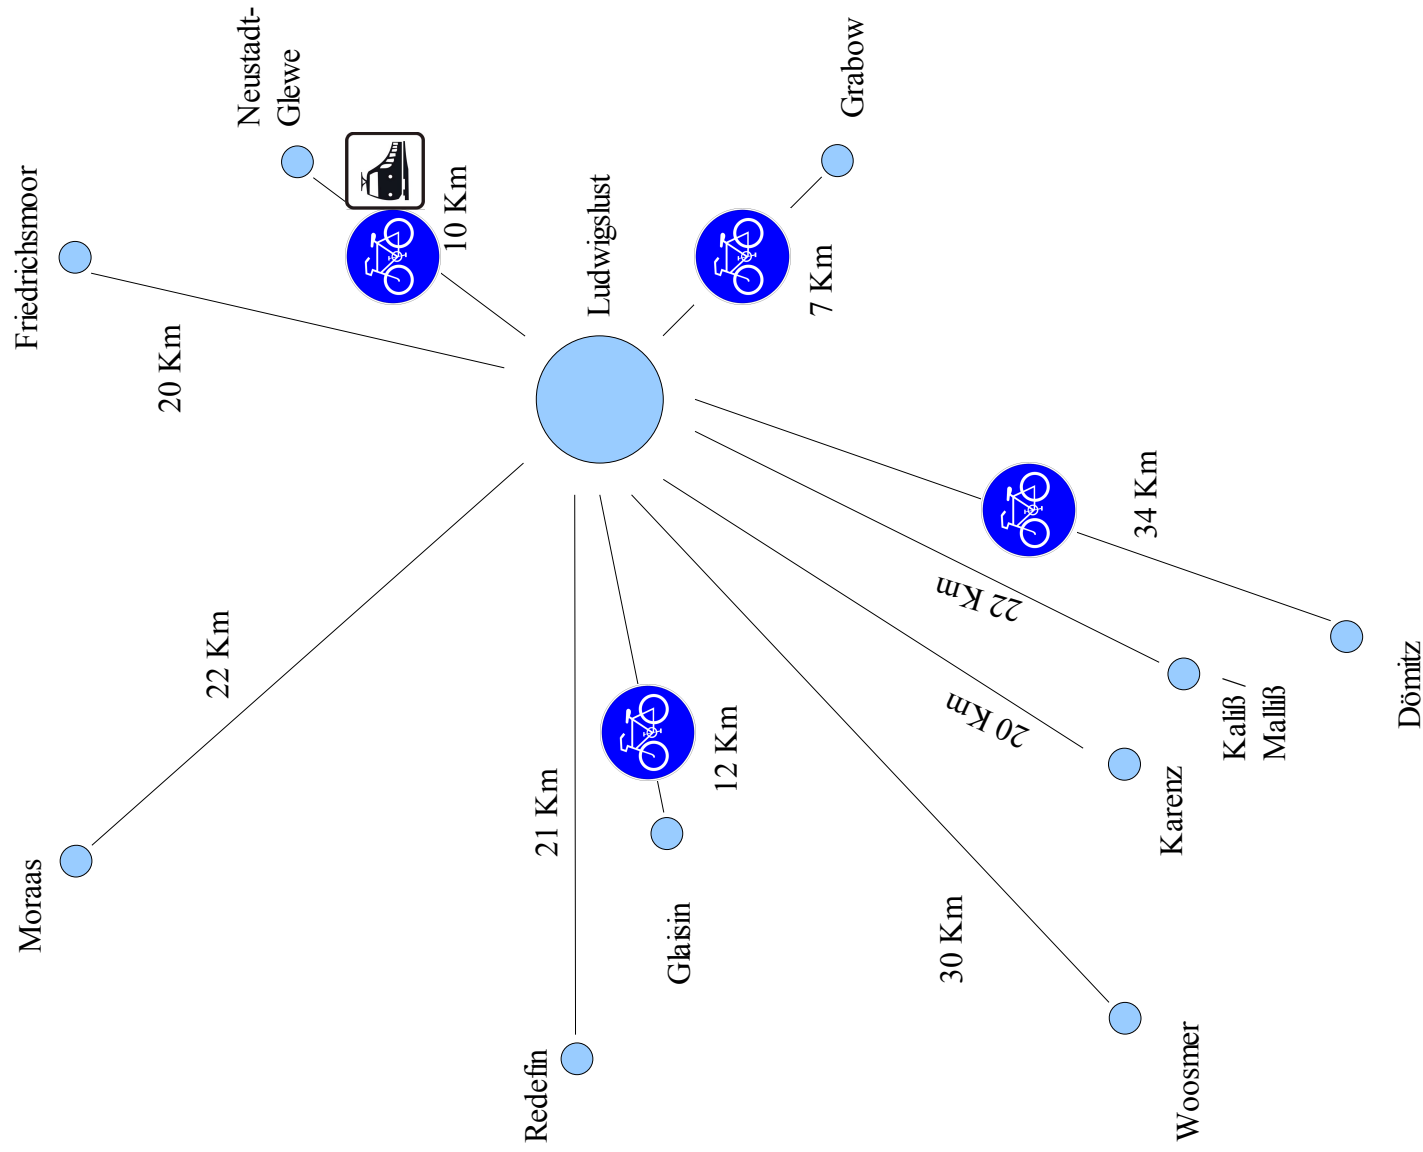 Moraas
22 Km
Friedrichsmoor
20 Km
Neustadt-
Glewe
10 Km
Ludwigslust
Grabow
7 Km
Redefin
21 Km
Glaisin
12 Km
Woosmer
30 Km
Karenz
20 Km
Kaliß /
Malliß
22 Km
Dömitz
34 Km